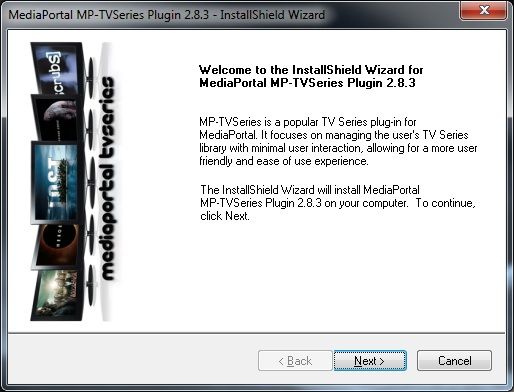 MediaPortal MP-TVSeries Plugin 2.8.3 - InstallShield Wizard
scrubs]
LOST
HEROES
mediaportal tvseries
Welcome to the InstallShield Wizard for
MediaPortal MP-TVSeries Plugin 2.8.3
MP-TVSeries is a popular TV Series plug-in for
MediaPortal. It focuses on managing the user's TV Series
library with minimal user interaction, allowing for a more user
friendly and ease of use experience.
The InstallShield Wizard will install MediaPortal
MP-TVSeries Plugin 2.8.3 on your computer.  To continue,
click Next.
< Back
Next >
Cancel